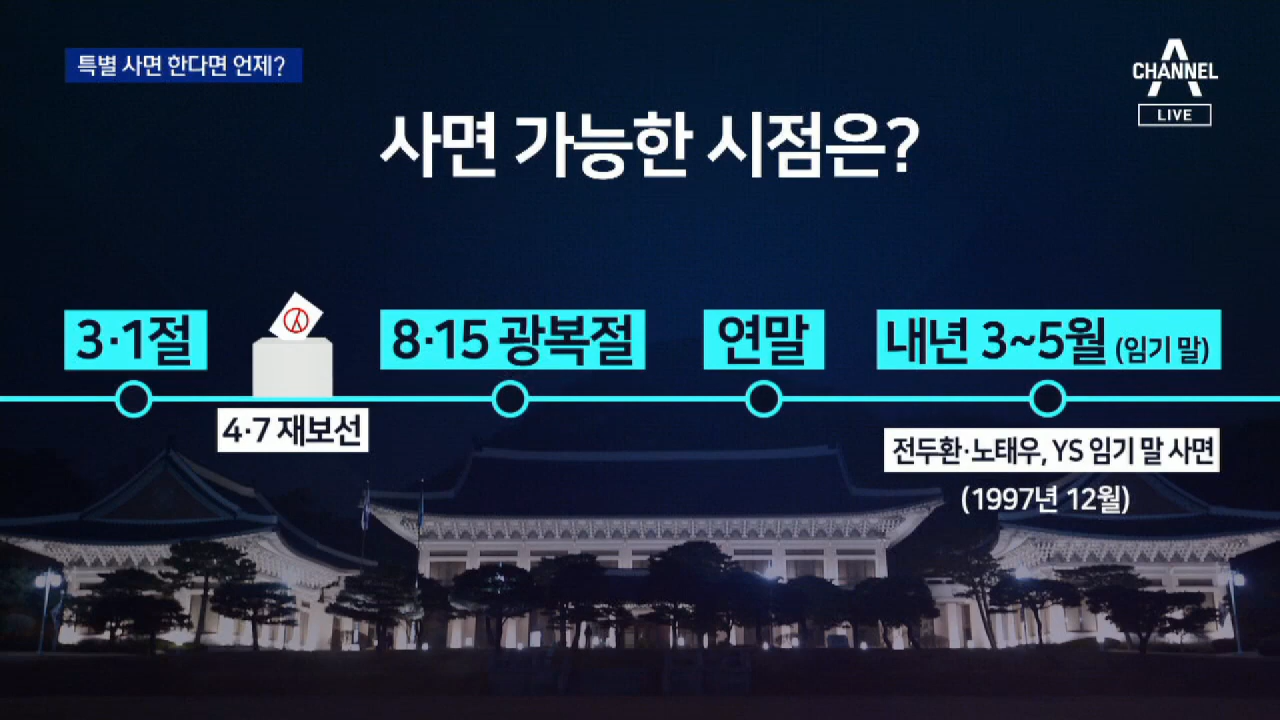 특별 사면 한다면 언제?
CHANNEL
LIVE
사면 가능한 시점은?
3·1절
8·15 광복절
연말
내년 3~5월 (임기 말)
4·7 재보선
전두환·노태우, YS 임기 말 사면
(1997년 12월)